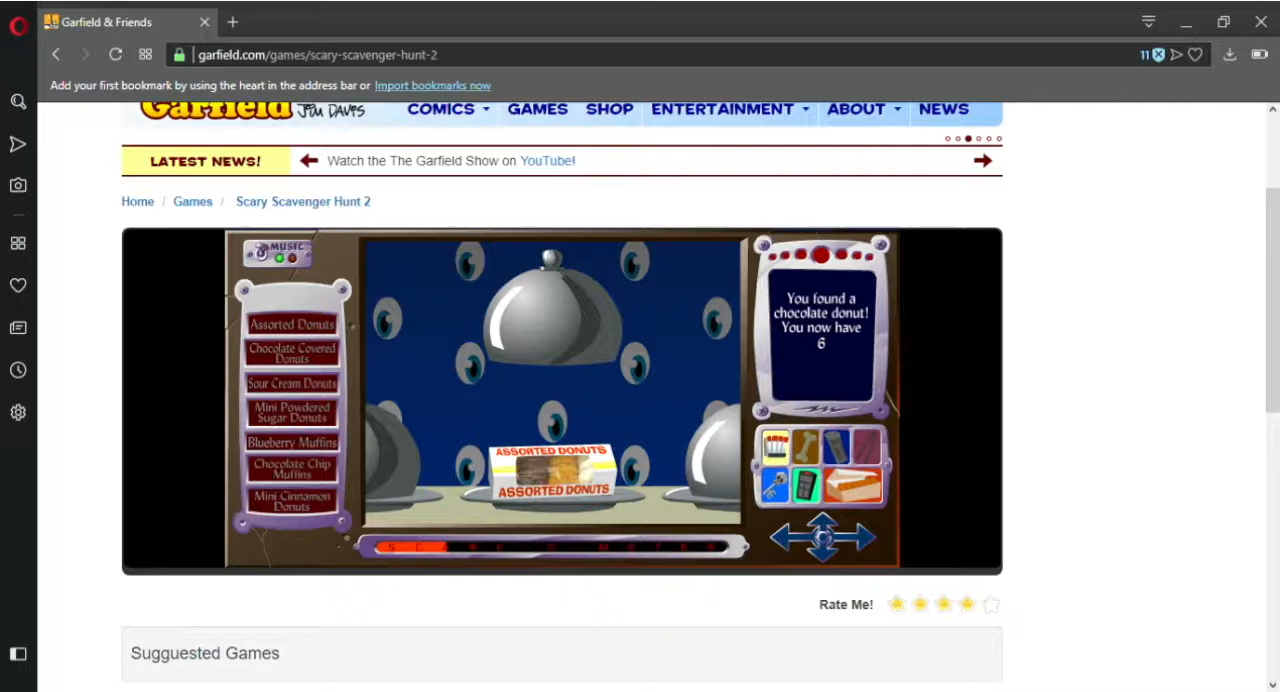 Garfield & Friends
garfield.com/games/scary-scavenger-hunt-2
11
Add your first bookmark by using the heart in the address bar or Import bookmarks now
Garfield JIM DAVIS
COMICS GAMES SHOP ENTERTAINMENT ABOUT NEWS
LATEST NEWS! Watch the The Garfield Show on YouTube!
Home / Games / Scary Scavenger Hunt 2
MUSIC
Assorted Donuts
Chocolate Covered
Donuts
Sour Cream Donuts
Mini Powdered
Sugar Donuts
Blueberry Muffins
Chocolate Chip
Muffins
Mini Cinnamon
Donuts
ASSORTED DONUTS
ASSORTED DONUTS
You found a
chocolate donut!
You now have
6
Rate Me!
Sugguested Games